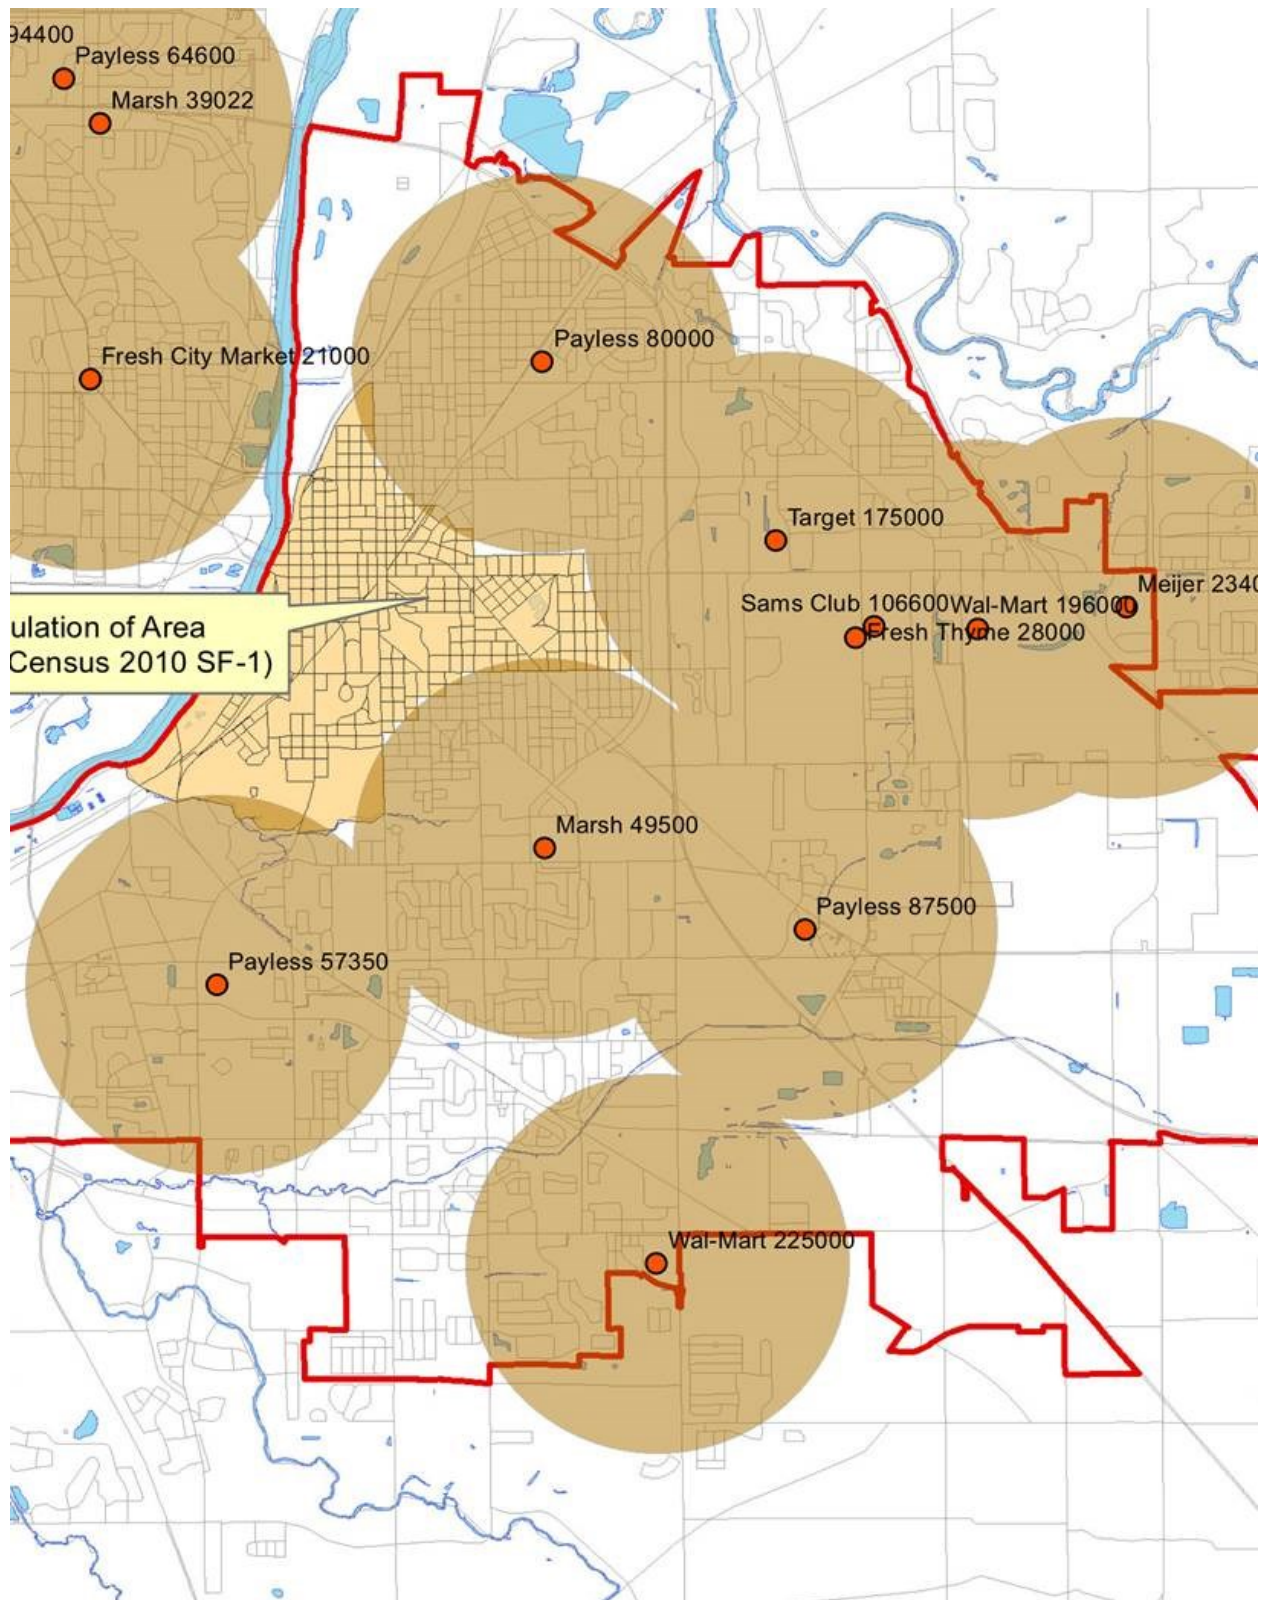 94400
Payless 64600
Marsh 39022
Payless 80000
Fresh City Market 21000
Target 175000
Meijer 2340
Sams Club 106600
Wal-Mart 196000
Fresh Thyme 28000
ulation of Area
Census 2010 SF-1)
Marsh 49500
Payless 87500
Payless 57350
Wal-Mart 225000